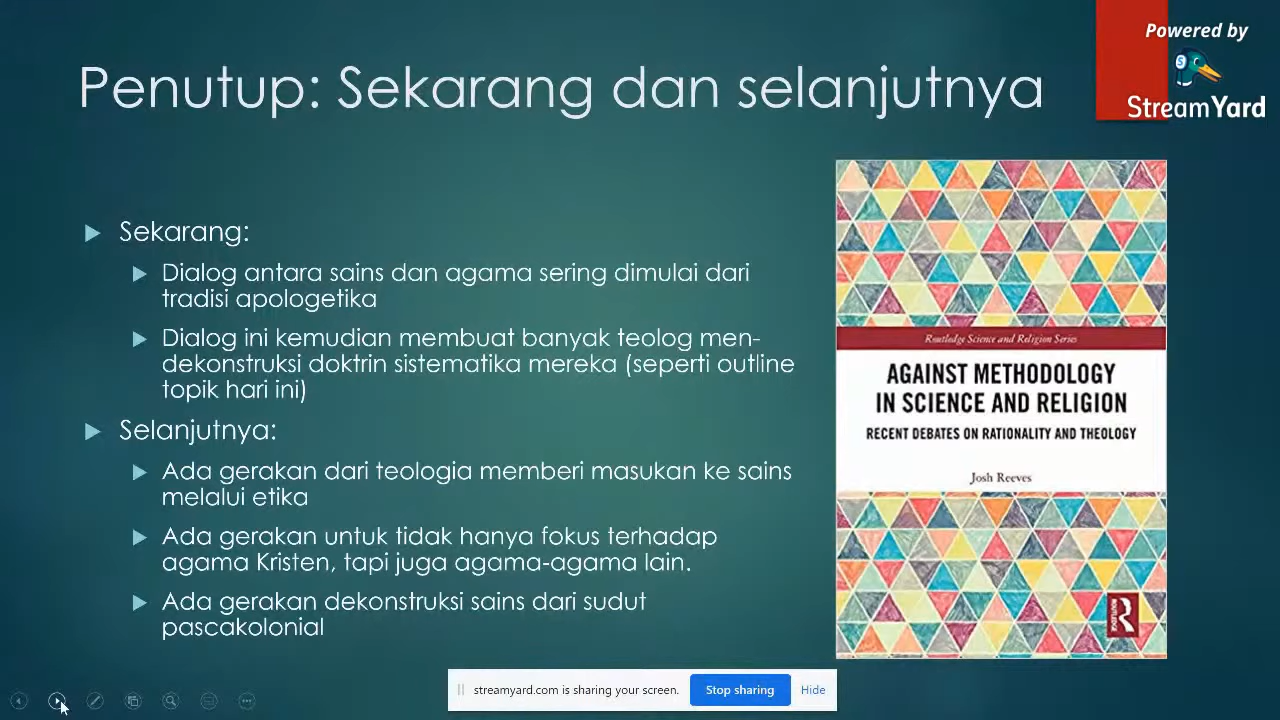 Powered by
StreamYard
Penutup: Sekarang dan selanjutnya
Sekarang:
Dialog antara sains dan agama sering dimulai dari
tradisi apologetika
Dialog ini kemudian membuat banyak teolog men-
dekonstruksi doktrin sistematika mereka (seperti outline
topik hari ini)
Selanjutnya:
Ada gerakan dari teologia memberi masukan ke sains
melalui etika
Ada gerakan untuk tidak hanya fokus terhadap
agama Kristen, tapi juga agama-agama lain.
Ada gerakan dekonstruksi sains dari sudut
pascakolonial
Routledge Science and Religion Series
AGAINST METHODOLOGY
IN SCIENCE AND RELIGION
RECENT DEBATES ON RATIONALITY AND THEOLOGY
Josh Reeves
ROUTLEDGE
streamyard.com is sharing your screen.
Stop sharing
Hide